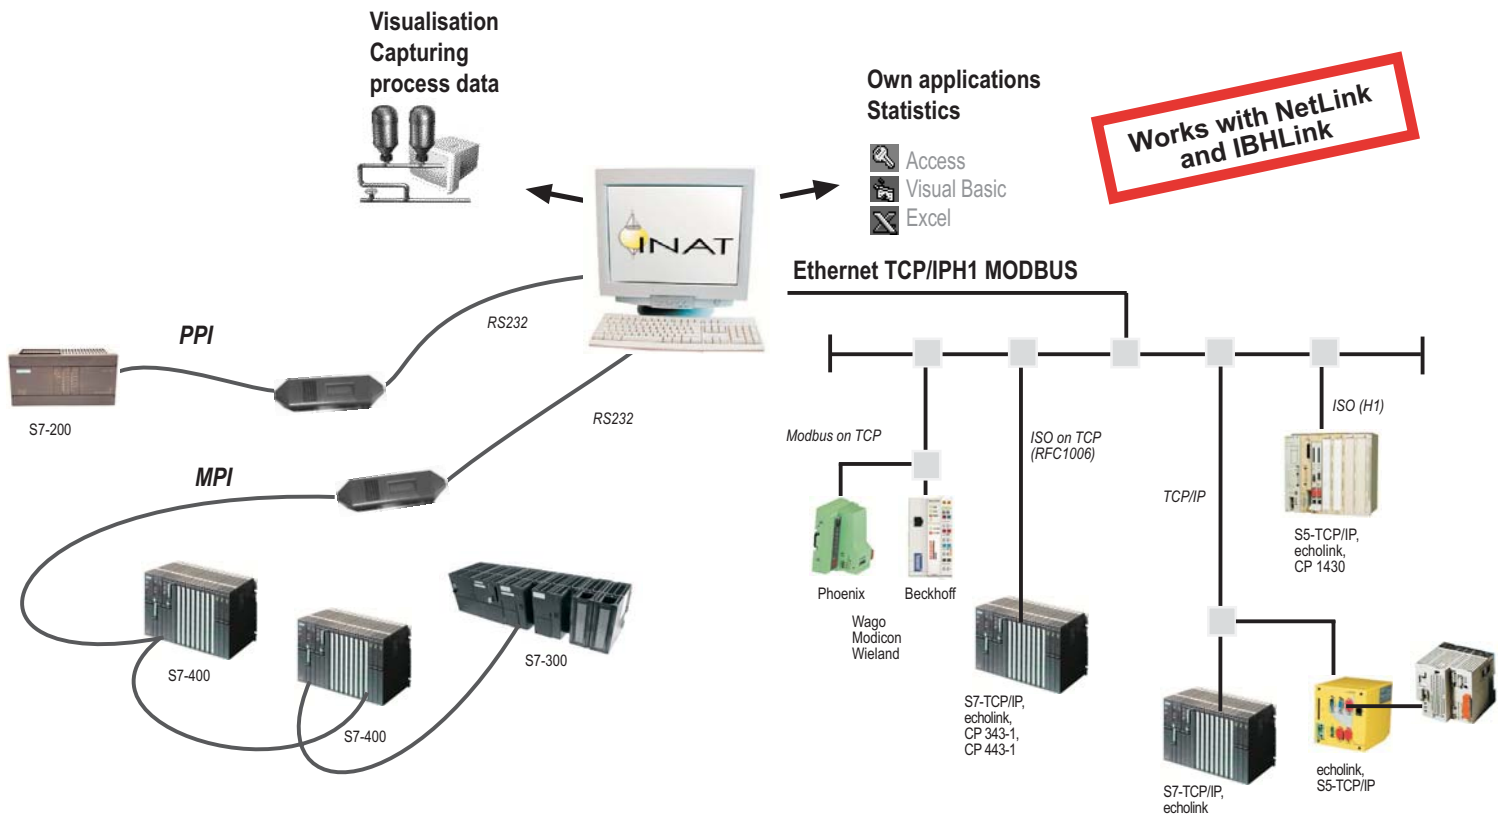 Visualisation
Capturing
process data
Own applications
Statistics
Access
Visual Basic
Excel
Works with NetLink
and IBHLink
INAT
Ethernet TCP/IPH1 MODBUS
PPI
RS232
S7-200
RS232
MPI
S7-400
S7-400
S7-300
Modbus on TCP
Phoenix
Beckhoff
Wago
Modicon
Wieland
ISO on TCP
(RFC1006)
S7-TCP/IP,
echolink,
CP 343-1,
CP 443-1
TCP/IP
S7-TCP/IP,
echolink
ISO (H1)
S5-TCP/IP,
echolink,
CP 1430
echolink,
S5-TCP/IP